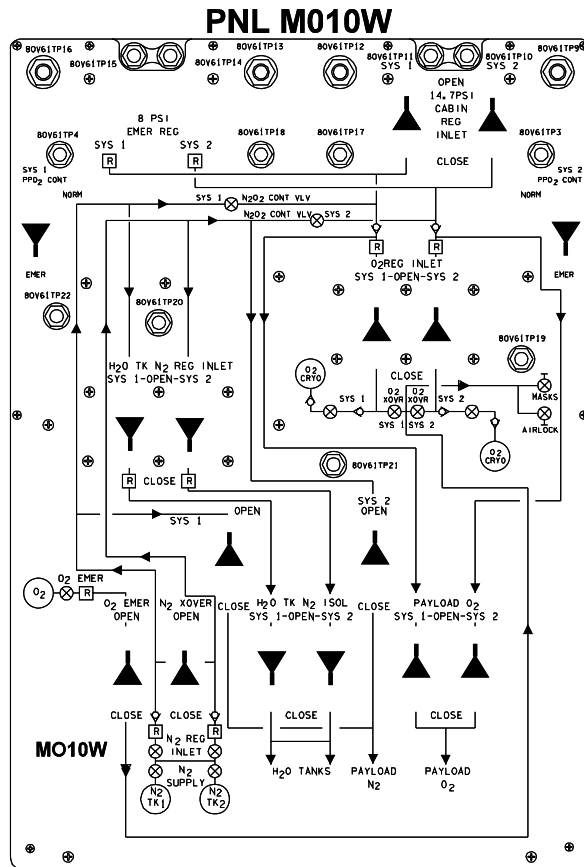 PNL M010W
80V61TP16
80V61TP15
80V61TP14
80V61TP13
80V61TP12
80V61TP11
SYS 1
80V61TP10
SYS 2
80V61TP9
OPEN
14.7PSI
CABIN
REG
INLET
CLOSE
8 PSI
EMER REG
SYS 1
SYS 2
R
R
80V61TP4
SYS 1
PPO2 CONT
NORM
EMER
80V61TP18
80V61TP17
80V61TP3
SYS 2
PPO2 CONT
NORM
EMER
SYS 1
N2O2 CONT VLV
N2O2 CONT VLV
SYS 2
R
R
O2REG INLET
SYS 1-OPEN-SYS 2
80V61TP22
80V61TP20
80V61TP19
H2O TK N2 REG INLET
SYS 1-OPEN-SYS 2
CLOSE
O2
CRYO
SYS 1
O2
XOVR
SYS 1
O2
XOVR
SYS 2
SYS 2
MASKS
AIRLOCK
O2
CRYO
80V61TP21
R
CLOSE
R
SYS 1
OPEN
SYS 2
OPEN
O2
O2 EMER
R
O2 EMER
OPEN
N2 XOVER
OPEN
CLOSE
H2O TK N2 ISOL
SYS 1-OPEN-SYS 2
CLOSE
PAYLOAD O2
SYS 1-OPEN-SYS 2
CLOSE
CLOSE
CLOSE
CLOSE
MO10W
R
N2 REG
INLET
R
N2
SUPPLY
N2
TK1
N2
TK2
H2O TANKS
PAYLOAD
N2
PAYLOAD
O2